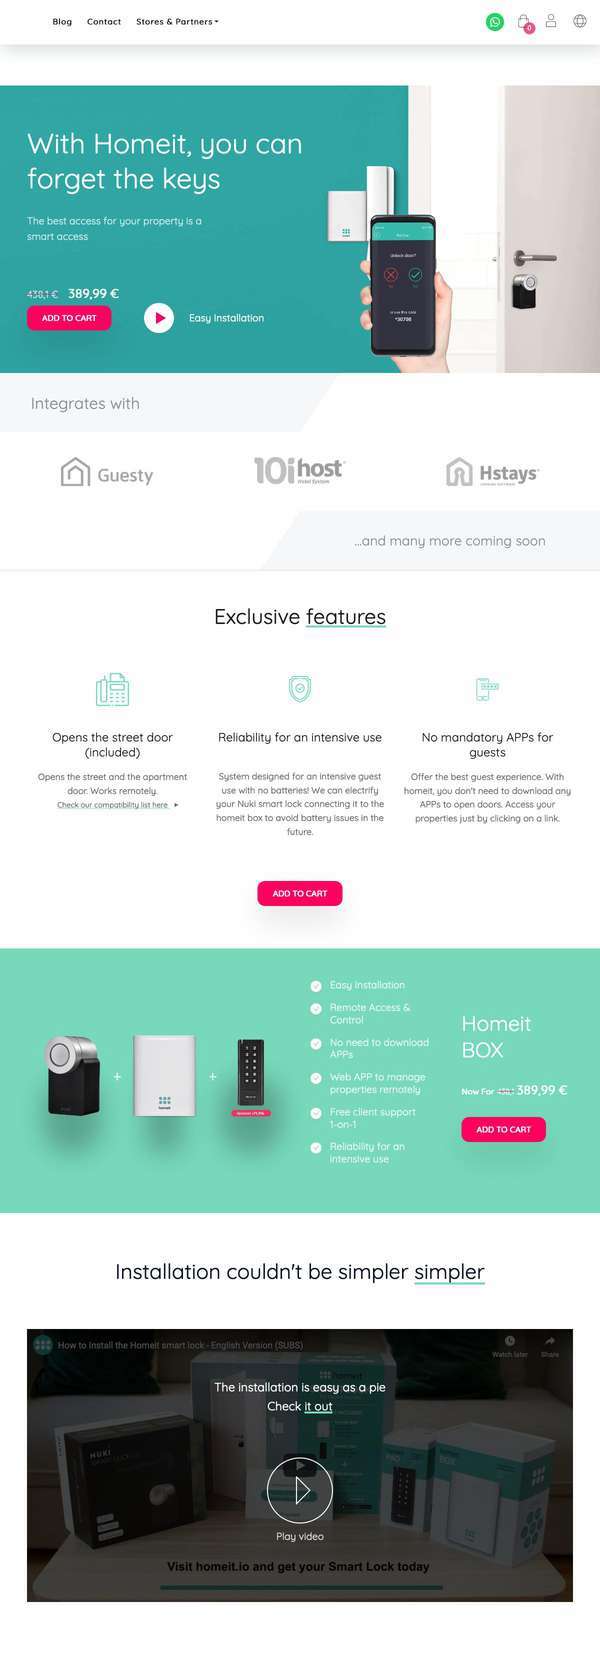 Blog Contact Stores & Partners
0
With Homeit, you can
forget the keys
The best access for your property is a
smart access
438,1 € 389,99 €
ADD TO CART
Easy Installation
Unlock door?
*30786
Integrates with
Guesty
10i host
Hotel System
Hstays
...and many more coming soon
Exclusive features
Opens the street door
(included)
Opens the street and the apartment
door. Works remotely.
Check our compatibility list here
Reliability for an intensive use
System designed for an intensive guest
use with no batteries! We can electrify
your Nuki smart lock connecting it to the
homeit box to avoid battery issues in the
future.
No mandatory APPs for
guests
Offer the best guest experience. With
homeit, you don't need to download any
APPs to open doors. Access your
properties just by clicking on a link.
ADD TO CART
+
homeit
+
Easy Installation
Remote Access &
Control
No need to download
APPs
Web APP to manage
properties remotely
Free client support
1-on-1
Reliability for an
intensive use
Homeit
BOX
Now For 389,99 €
ADD TO CART
Installation couldn't be simpler simpler
How to Install the Homeit smart lock - English Version (SUBS)
Watch later
Share
The installation is easy as a pie
Check it out
homeit
NUKI
PAD
BOX
Play video
Visit homeit.io and get your Smart Lock today